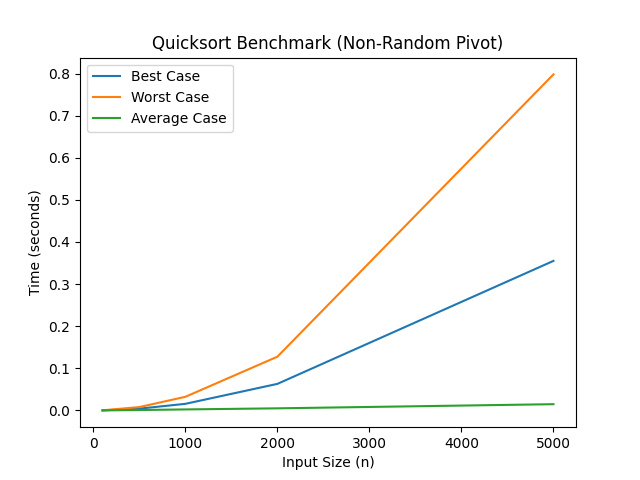 Quicksort Benchmark (Non-Random Pivot)
Best Case
Worst Case
Average Case
Time (seconds)
0.8
0.7
0.6
0.5
0.4
0.3
0.2
0.1
0.0
0 1000 2000 3000 4000 5000
Input Size (n)